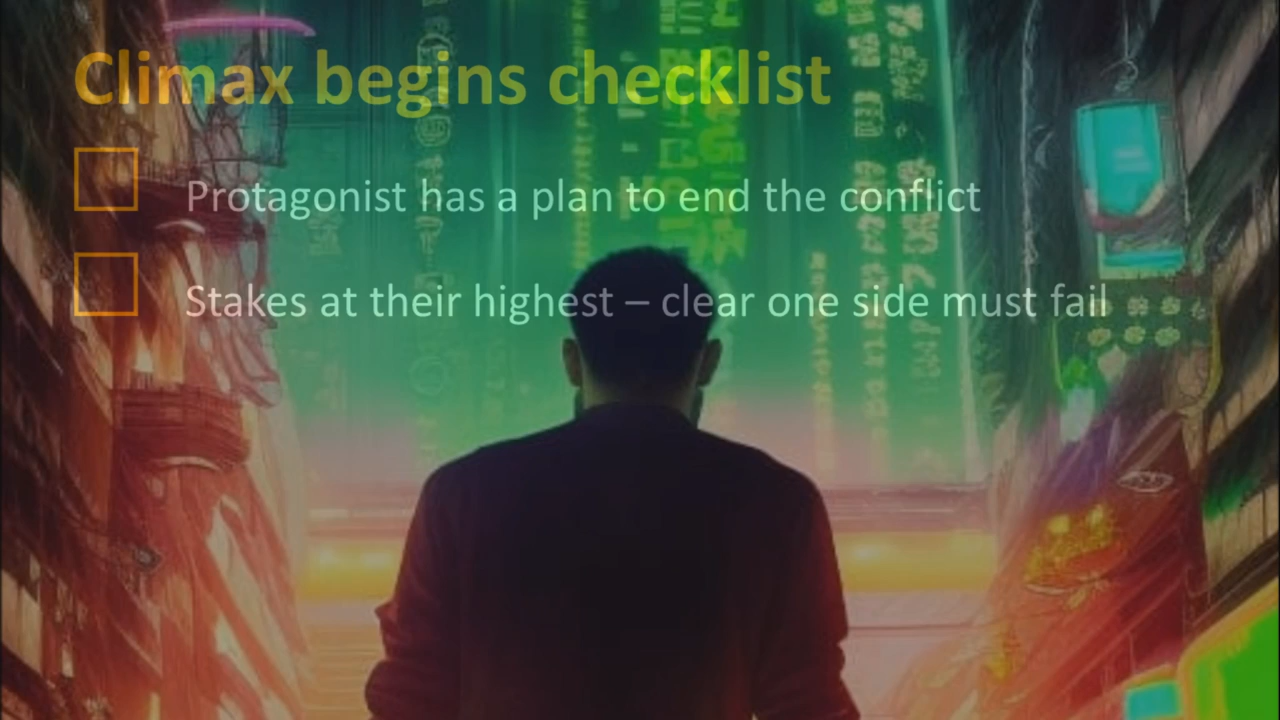 Climax begins checklist
Protagonist has a plan to end the conflict
Stakes at their highest – clear one side must fail